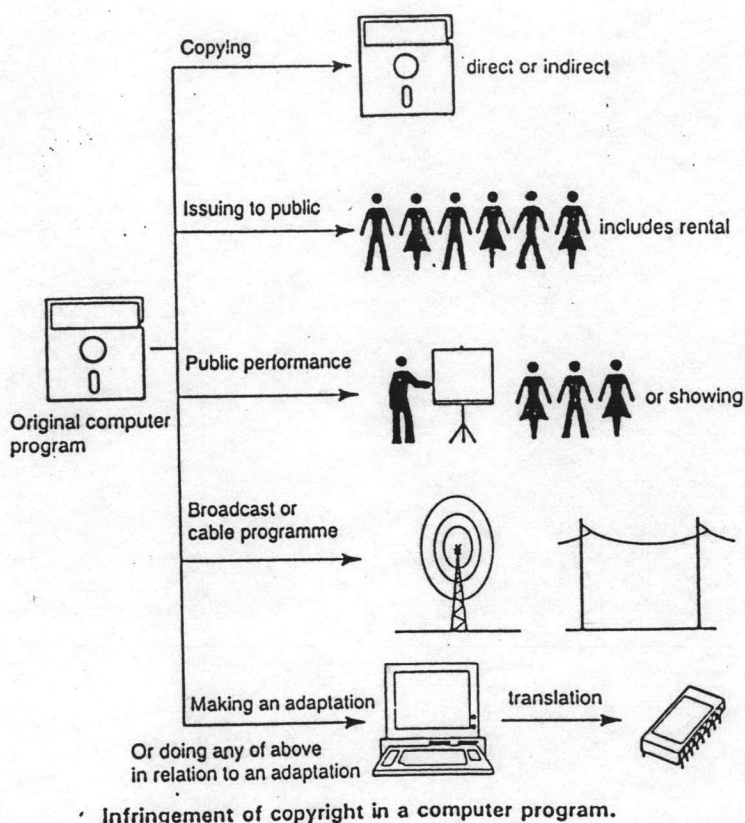 Copying
direct or indirect
Issuing to public
includes rental
Public performance
or showing
Original computer
program
Broadcast or
cable programme
Making an adaptation
translation
Or doing any of above
in relation to an adaptation
Infringement of copyright in a computer program.